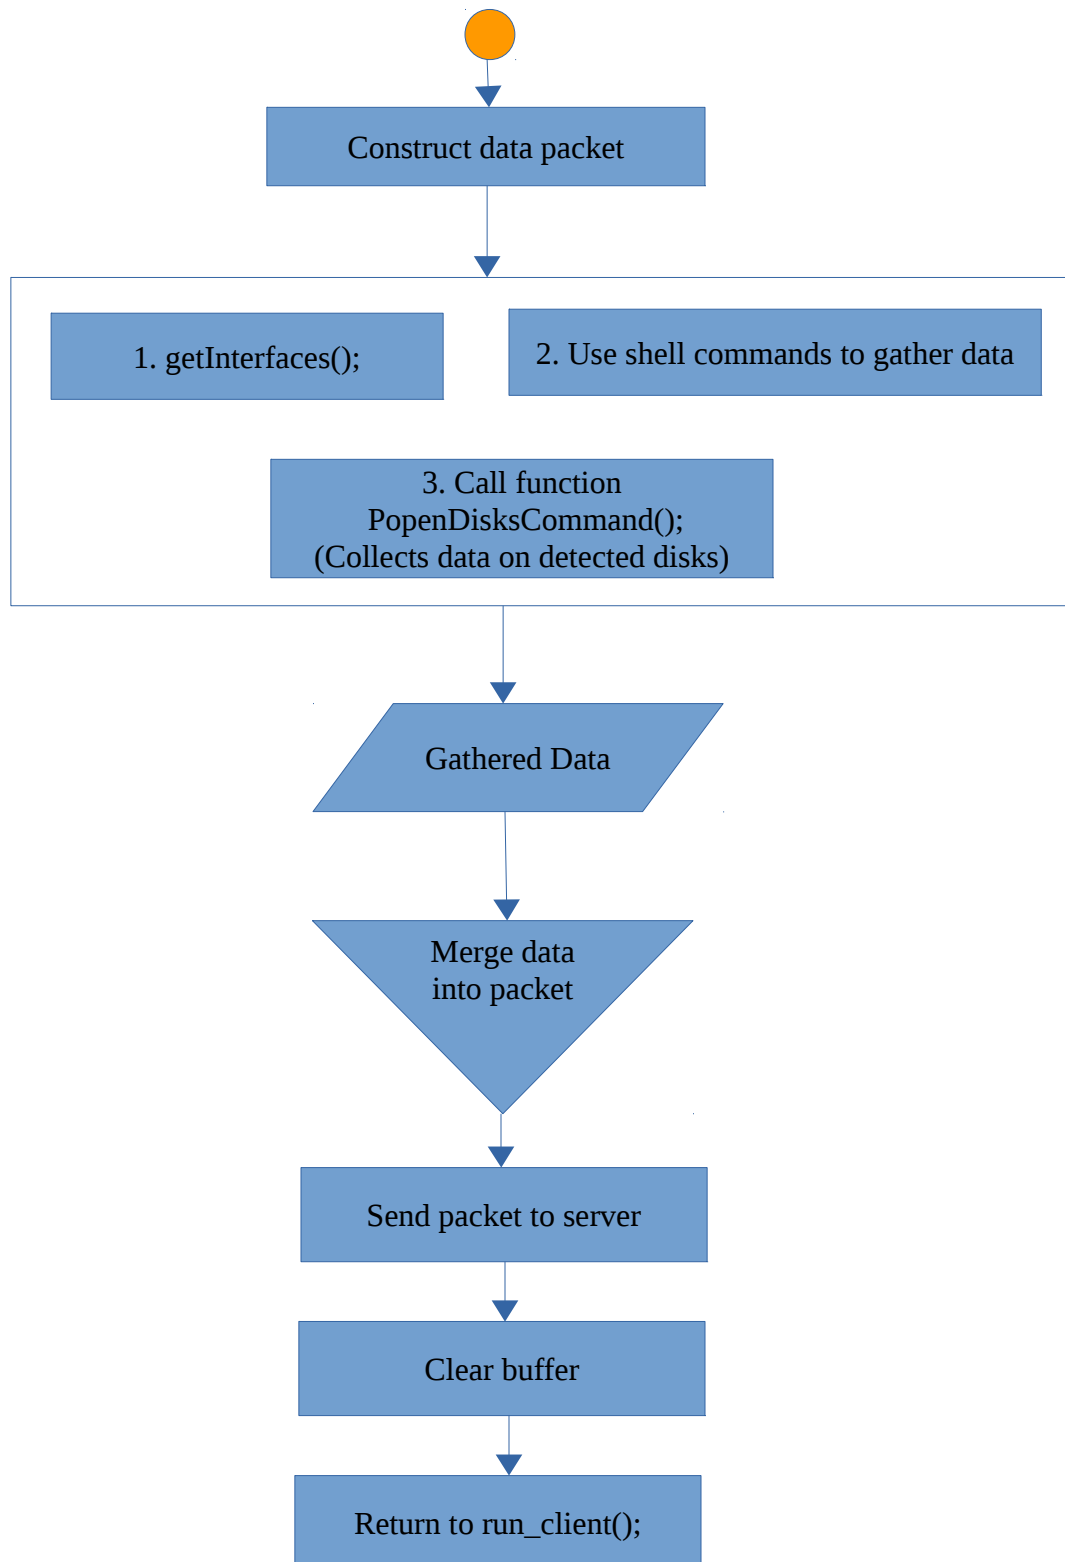 Construct data packet
1. getInterfaces();
2. Use shell commands to gather data
3. Call function
PopenDisksCommand();
(Collects data on detected disks)
Gathered Data
Merge data
into packet
Send packet to server
Clear buffer
Return to run_client();